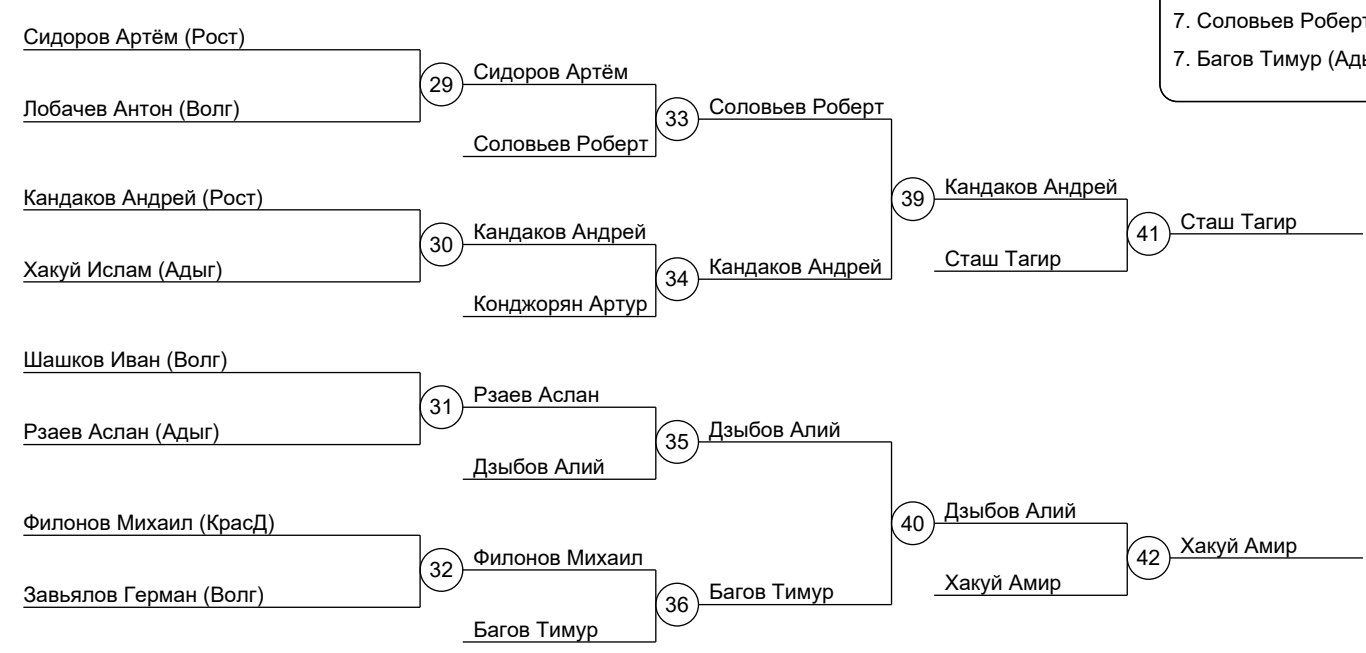 7. Соловьев Роберт
7. Багов Тимур
Сидоров Артём (Рост)
29
Сидоров Артём
Лобачев Антон (Волг)
33
Соловьев Роберт
Соловьев Роберт
Кандаков Андрей (Рост)
39
Кандаков Андрей
30
Кандаков Андрей
41
Сташ Тагир
Хакуй Ислам (Адыг)
34
Кандаков Андрей
Сташ Тагир
Конджорян Артур
Шашков Иван (Волг)
31
Рзаев Аслан
Рзаев Аслан (Адыг)
35
Дзыбов Алий
Дзыбов Алий
Филонов Михаил (КрасД)
40
Дзыбов Алий
32
Филонов Михаил
42
Хакуй Амир
Завьялов Герман (Волг)
36
Багов Тимур
Хакуй Амир
Багов Тимур